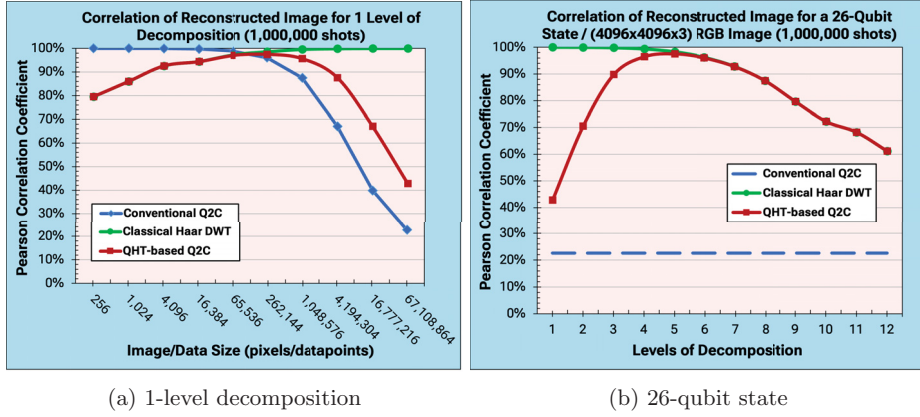 Correlation of Reconstructed Image for 1 Level of
Decomposition (1,000,000 shots)
Pearson Correlation Coefficient
100%
90%
80%
70%
60%
50%
40%
30%
20%
10%
0%
Conventional Q2C
Classical Haar DWT
QHT-based Q2C
256
1,024
4,096
16,384
65,536
262,144
1,048,576
4,194,304
16,777,216
67,108,864
Image/Data Size (pixels/datapoints)
(a) 1-level decomposition
Correlation of Reconstructed Image for a 26-Qubit
State / (4096x4096x3) RGB Image (1,000,000 shots)
Pearson Correlation Coefficient
100%
90%
80%
70%
60%
50%
40%
30%
20%
10%
0%
Conventional Q2C
Classical Haar DWT
QHT-based Q2C
1 2 3 4 5 6 7 8 9 10 11 12
Levels of Decomposition
(b) 26-qubit state